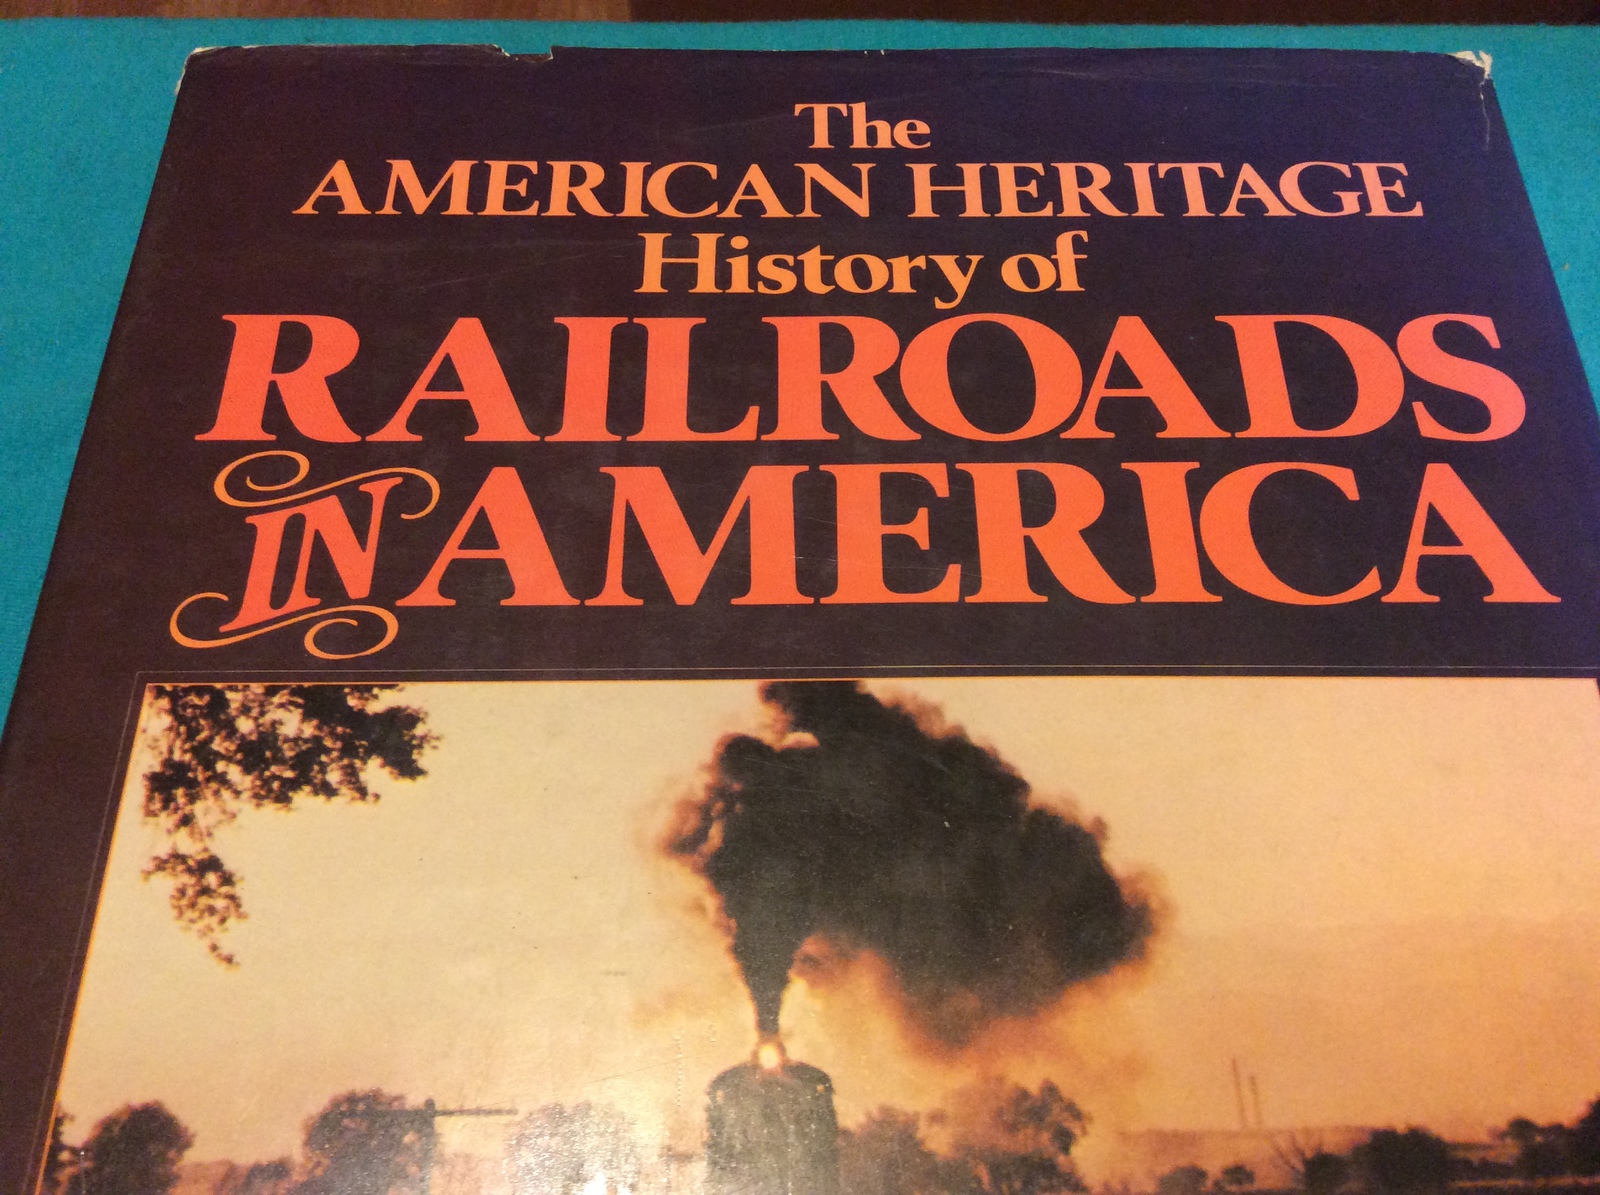 The
AMERICAN HERITAGE
History of
RAILROADS
IN AMERICA